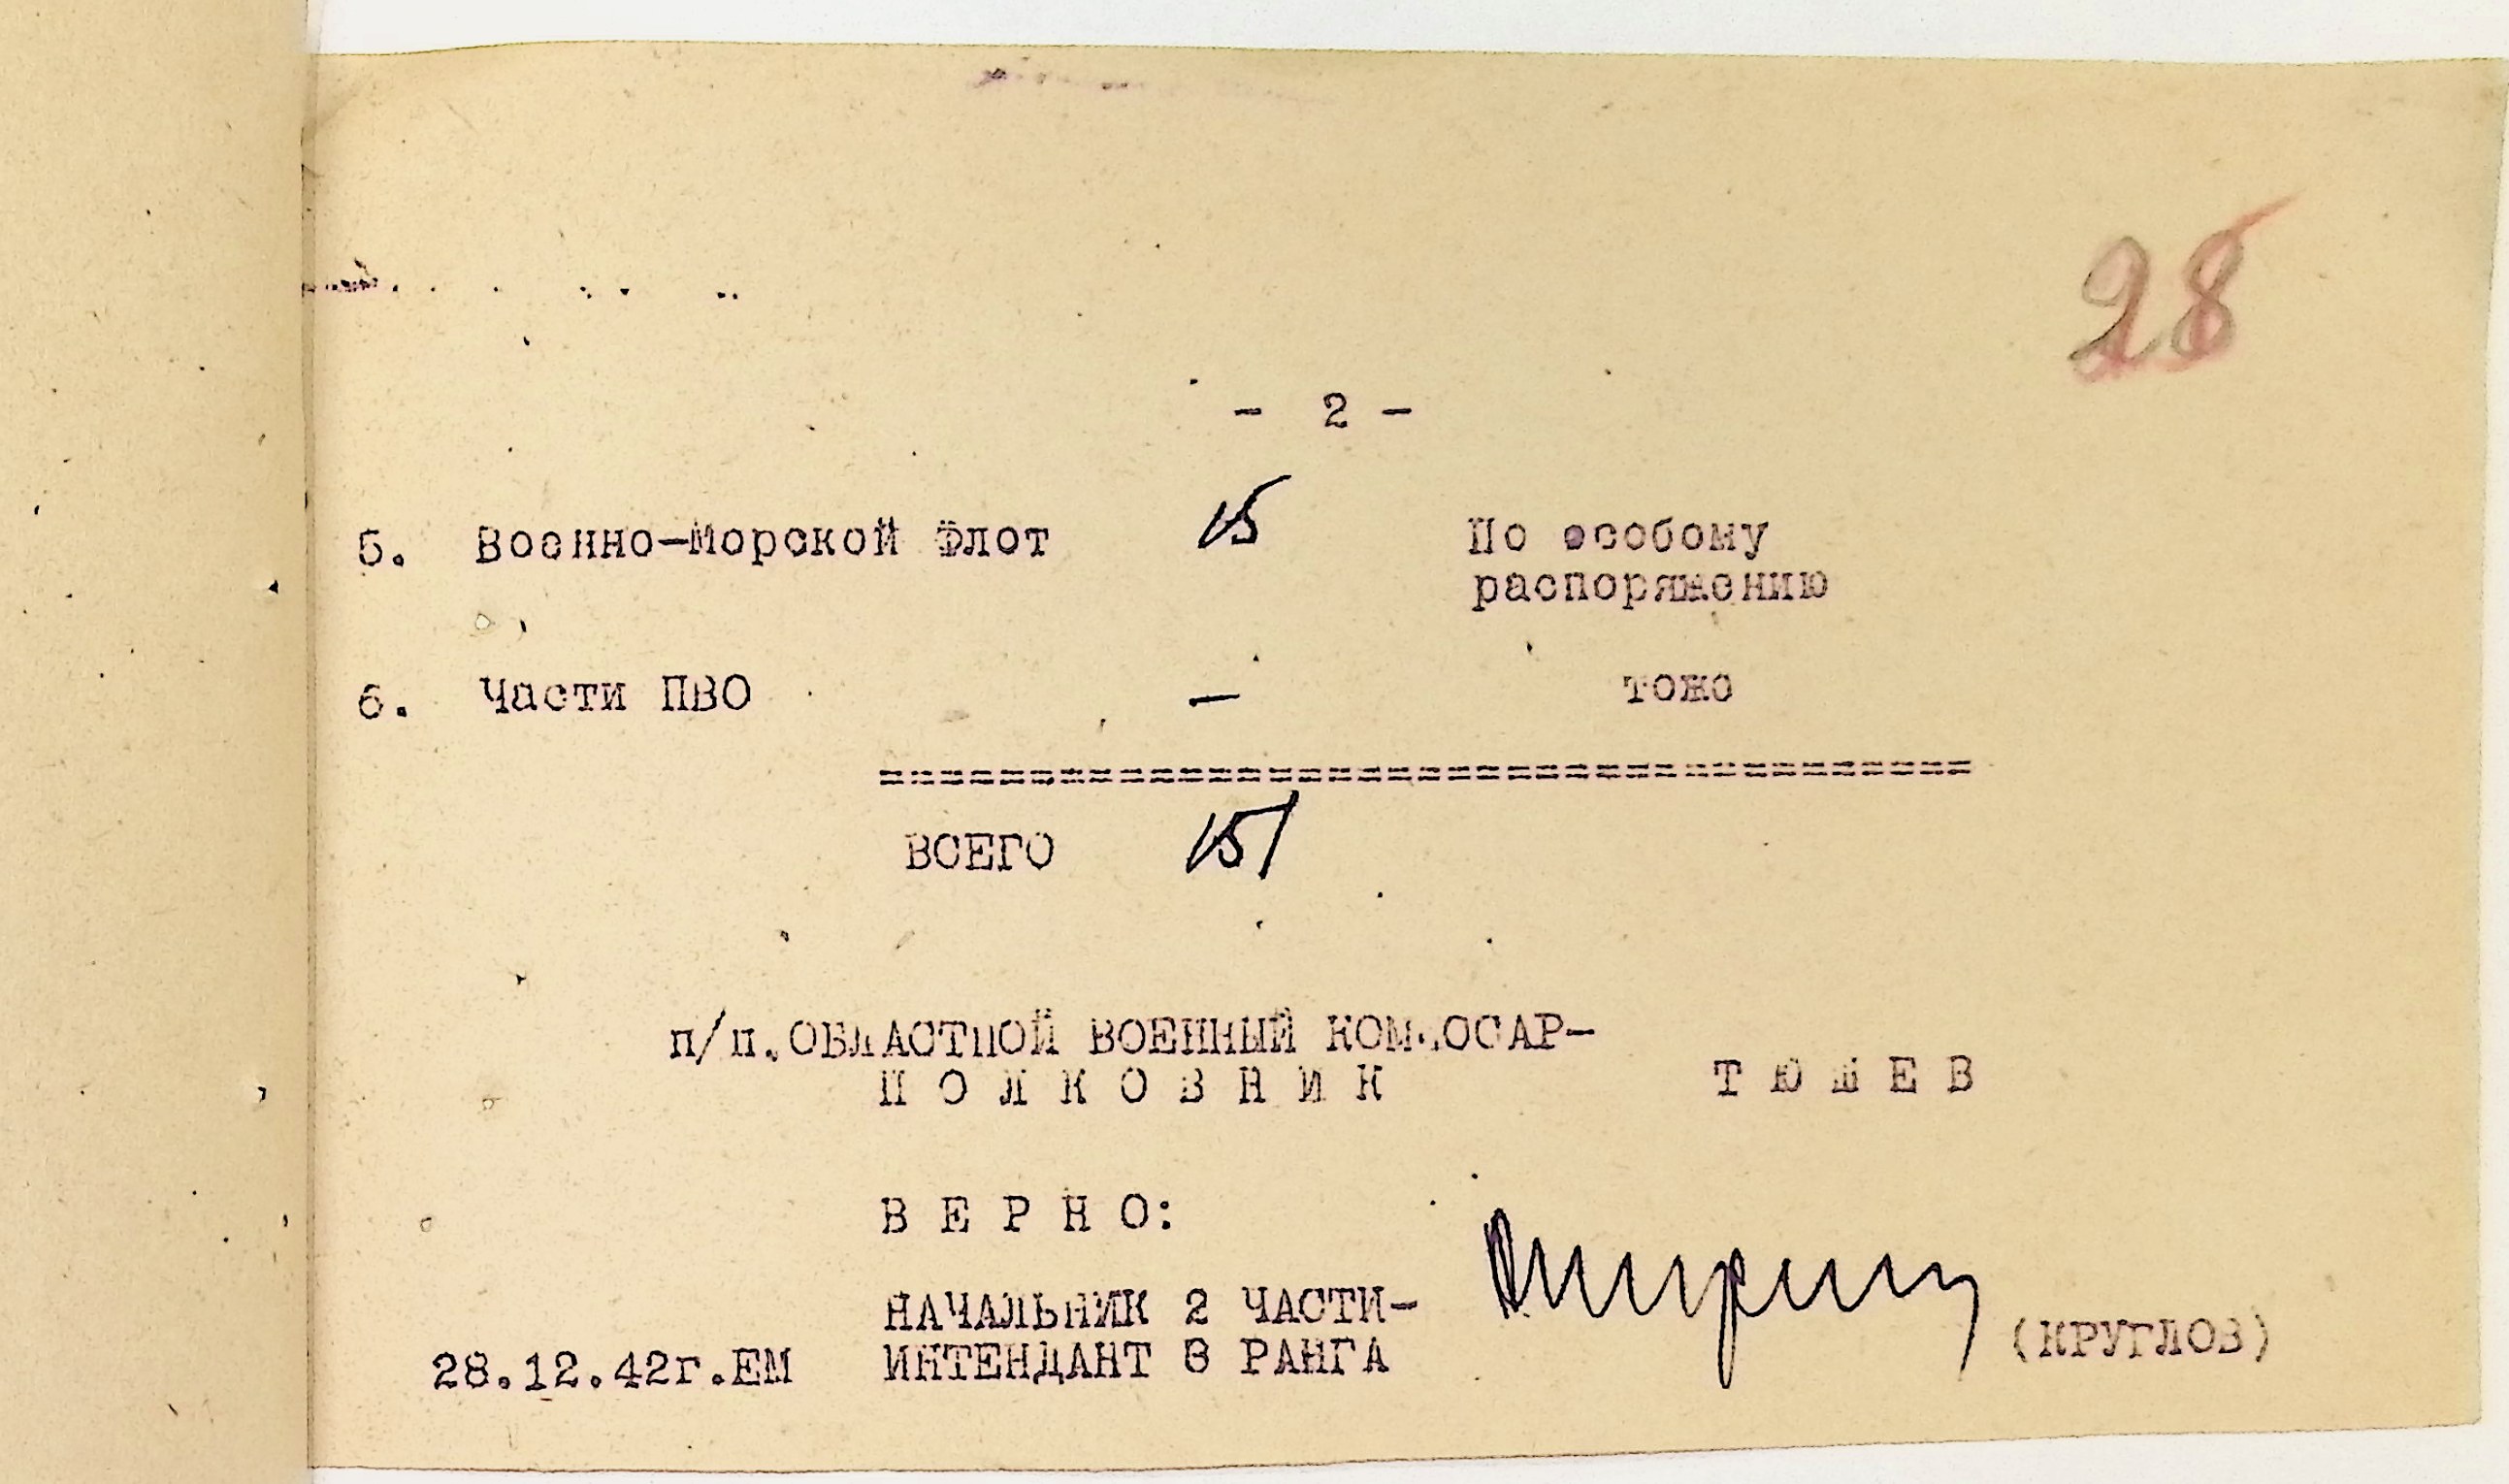 28
- 2 -
5. Военно-Морской Флот 15 По особому
распоряжению
6. Части ПВО — тоже
=====================================
ВСЕГО 151
п/п.ОБЛАСТНОЙ ВОЕННЫЙ КОМИССАР-
П О Л К О В Н И К Т Ю Ш Е В
В Е Р Н О:
НАЧАЛЬНИК 2 ЧАСТИ-
28.12.42г.ЕМ ИНТЕНДАНТ 3 РАНГА (КРУГЛОВ)